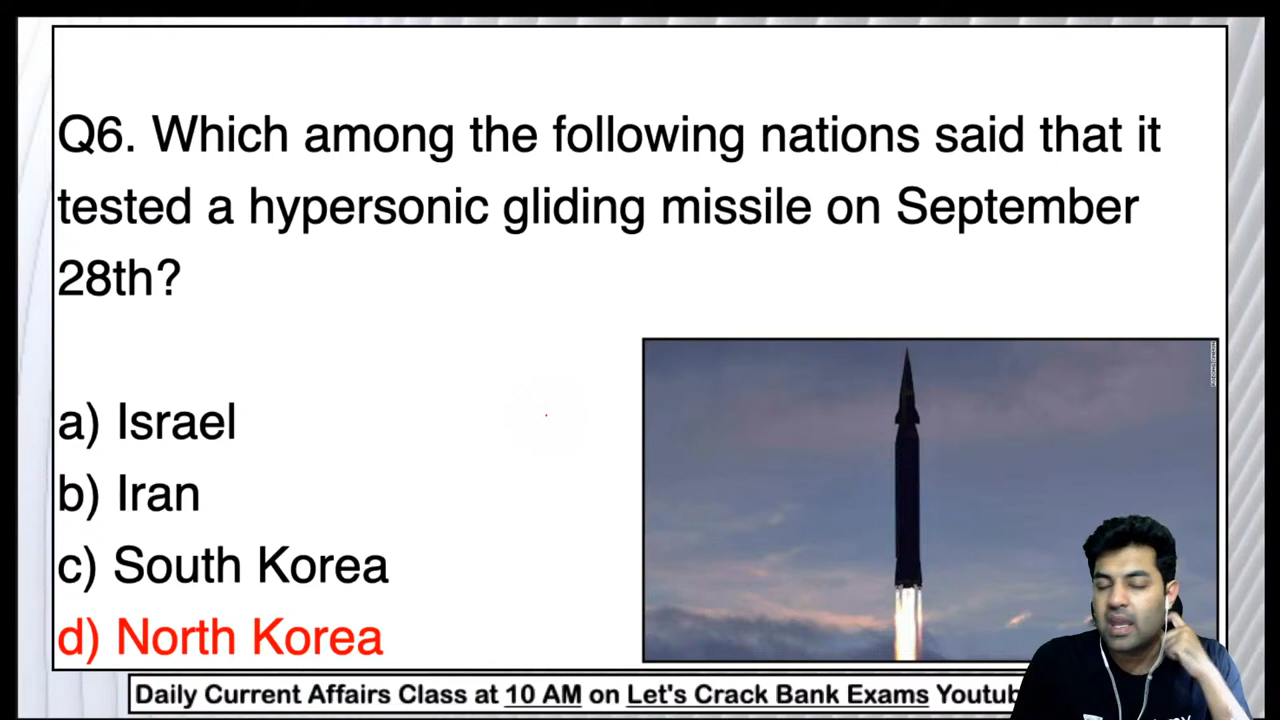 Q6. Which among the following nations said that it
tested a hypersonic gliding missile on September
28th?
a) Israel
b) Iran
c) South Korea
d) North Korea
Daily Current Affairs Class at 10 AM on Let's Crack Bank Exams